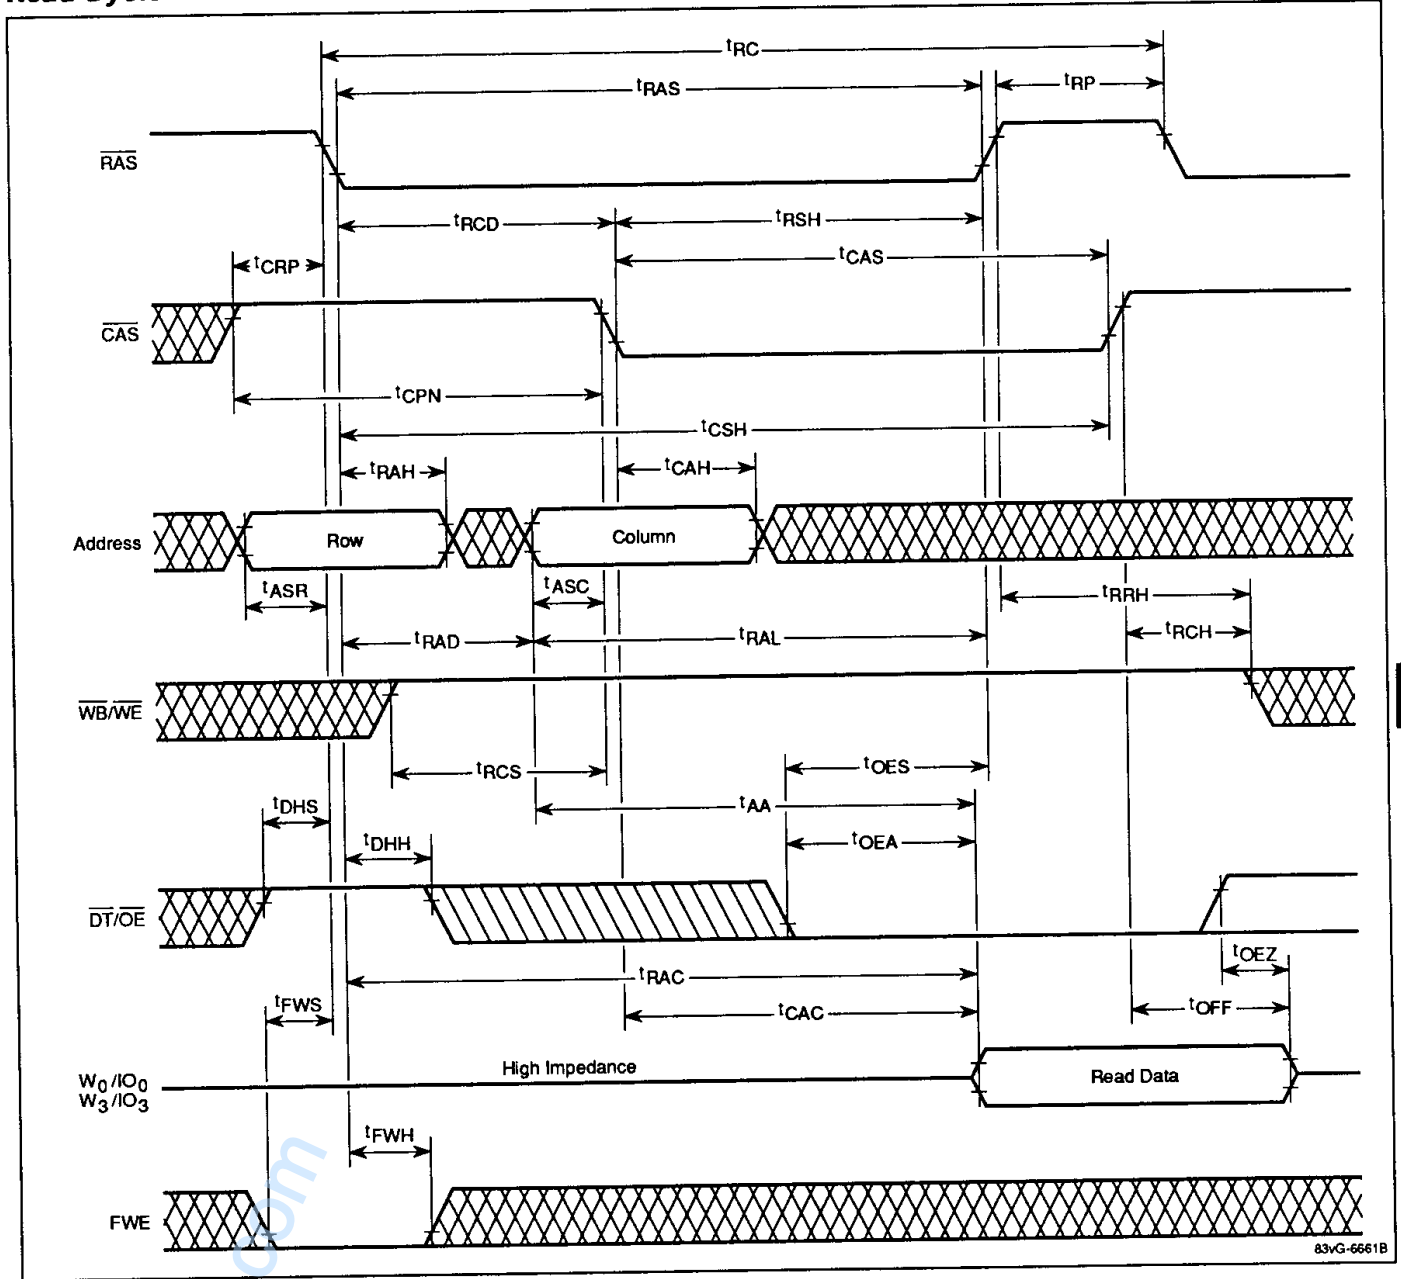 tRC
tRAS
tRP
RAS
tRCD
tRSH
tCRP
tCAS
CAS
tCPN
tCSH
tRAH
tCAH
Address
Row
Column
tASR
tASC
tRRH
tRAD
tRAL
tRCH
WB/WE
tRCS
tOES
tDHS
tAA
tDHH
tOEA
DT/OE
tOEZ
tRAC
tFWS
tCAC
tOFF
High Impedance
W0/IO0
W3/IO3
Read Data
tFWH
FWE
com
83vG-6661B